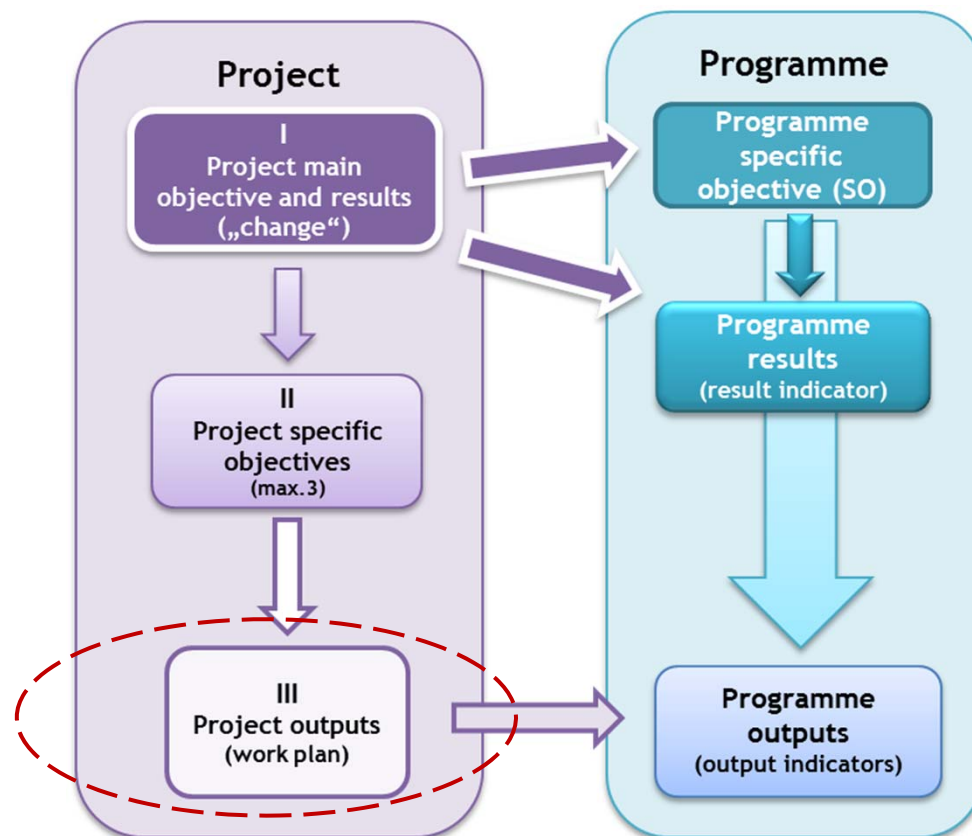 Project
I
Project main
objective and results
(„change“)
II
Project specific
objectives
(max.3)
III
Project outputs
(work plan)
Programme
Programme
specific
objective (SO)
Programme
results
(result indicator)
Programme
outputs
(output indicators)